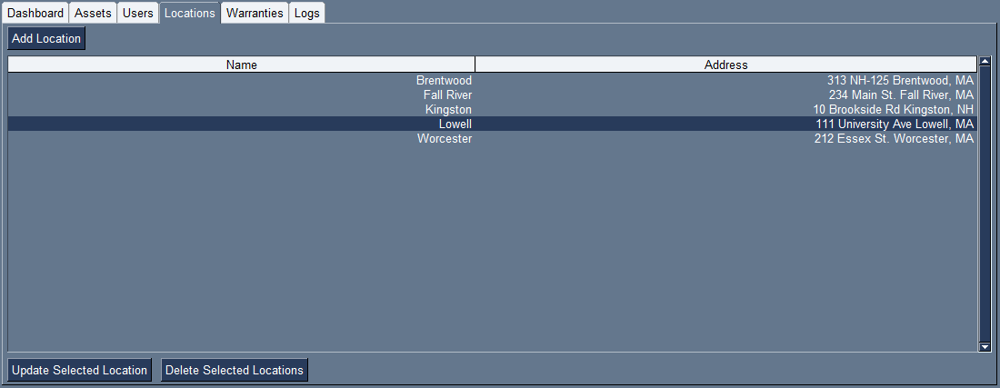 Dashboard Assets Users Locations Warranties Logs
Add Location
Name Address
Brentwood 313 NH-125 Brentwood, MA
Fall River 234 Main St. Fall River, MA
Kingston 10 Brookside Rd Kingston, NH
Lowell 111 University Ave Lowell, MA
Worcester 212 Essex St. Worcester, MA
Update Selected Location Delete Selected Locations